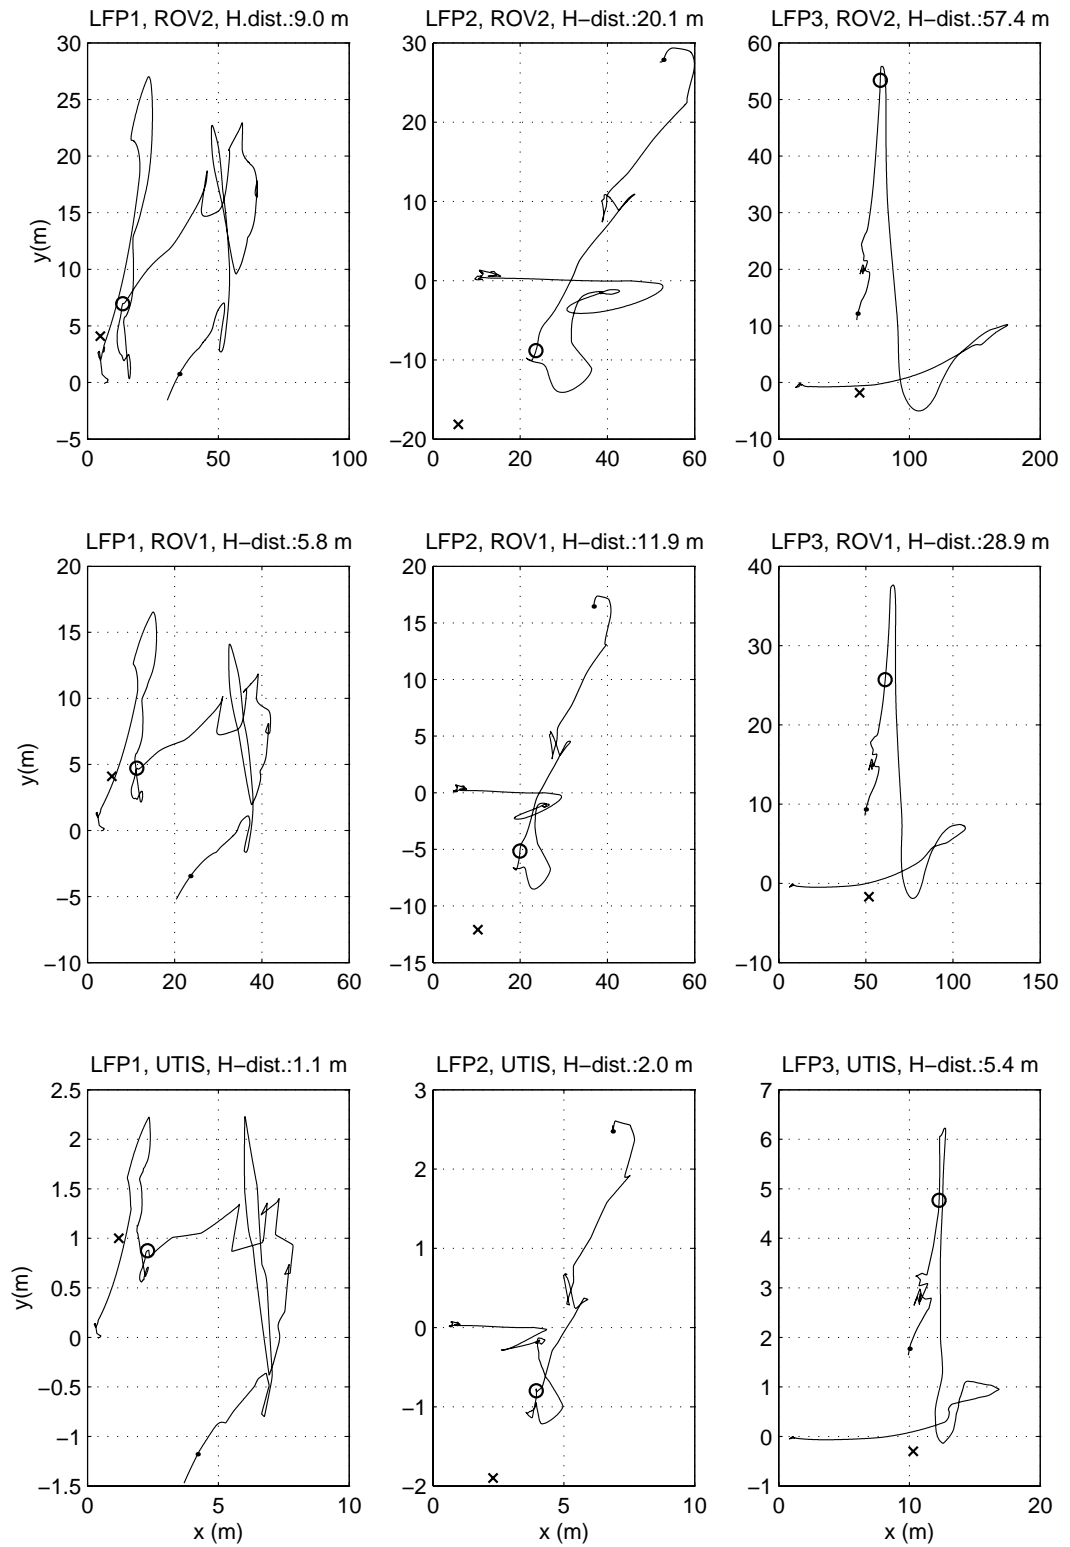 LFP1, ROV2, H.dist.:9.0 m
LFP2, ROV2, H−dist.:20.1 m
LFP3, ROV2, H−dist.:57.4 m
30
25
20
15
10
5
0
−5
y(m)
0 50 100
30
20
10
0
−10
−20
0 20 40 60
60
50
40
30
20
10
0
−10
0 100 200
LFP1, ROV1, H−dist.:5.8 m
LFP2, ROV1, H−dist.:11.9 m
LFP3, ROV1, H−dist.:28.9 m
20
15
10
5
0
−5
−10
y(m)
0 20 40 60
20
15
10
5
0
−5
−10
−15
0 20 40 60
40
30
20
10
0
−10
0 50 100 150
LFP1, UTIS, H−dist.:1.1 m
LFP2, UTIS, H−dist.:2.0 m
LFP3, UTIS, H−dist.:5.4 m
2.5
2
1.5
1
0.5
0
−0.5
−1
−1.5
y(m)
0 5 10
x (m)
3
2
1
0
−1
−2
0 5 10
x (m)
7
6
5
4
3
2
1
0
−1
0 10 20
x (m)